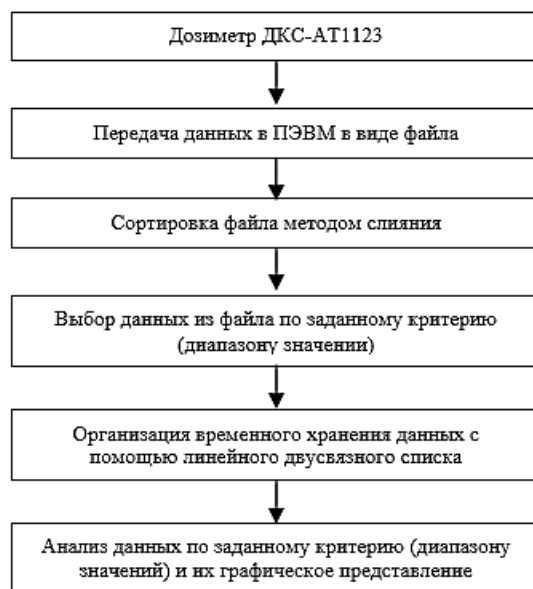 Дозиметр ДКС-АТ1123
Передача данных в ПЭВМ в виде файла
Сортировка файла методом слияния
Выбор данных из файла по заданному критерию
(диапазону значении)
Организация временного хранения данных с
помощью линейного двусвязного списка
Анализ данных по заданному критерию (диапазону
значений) и их графическое представление